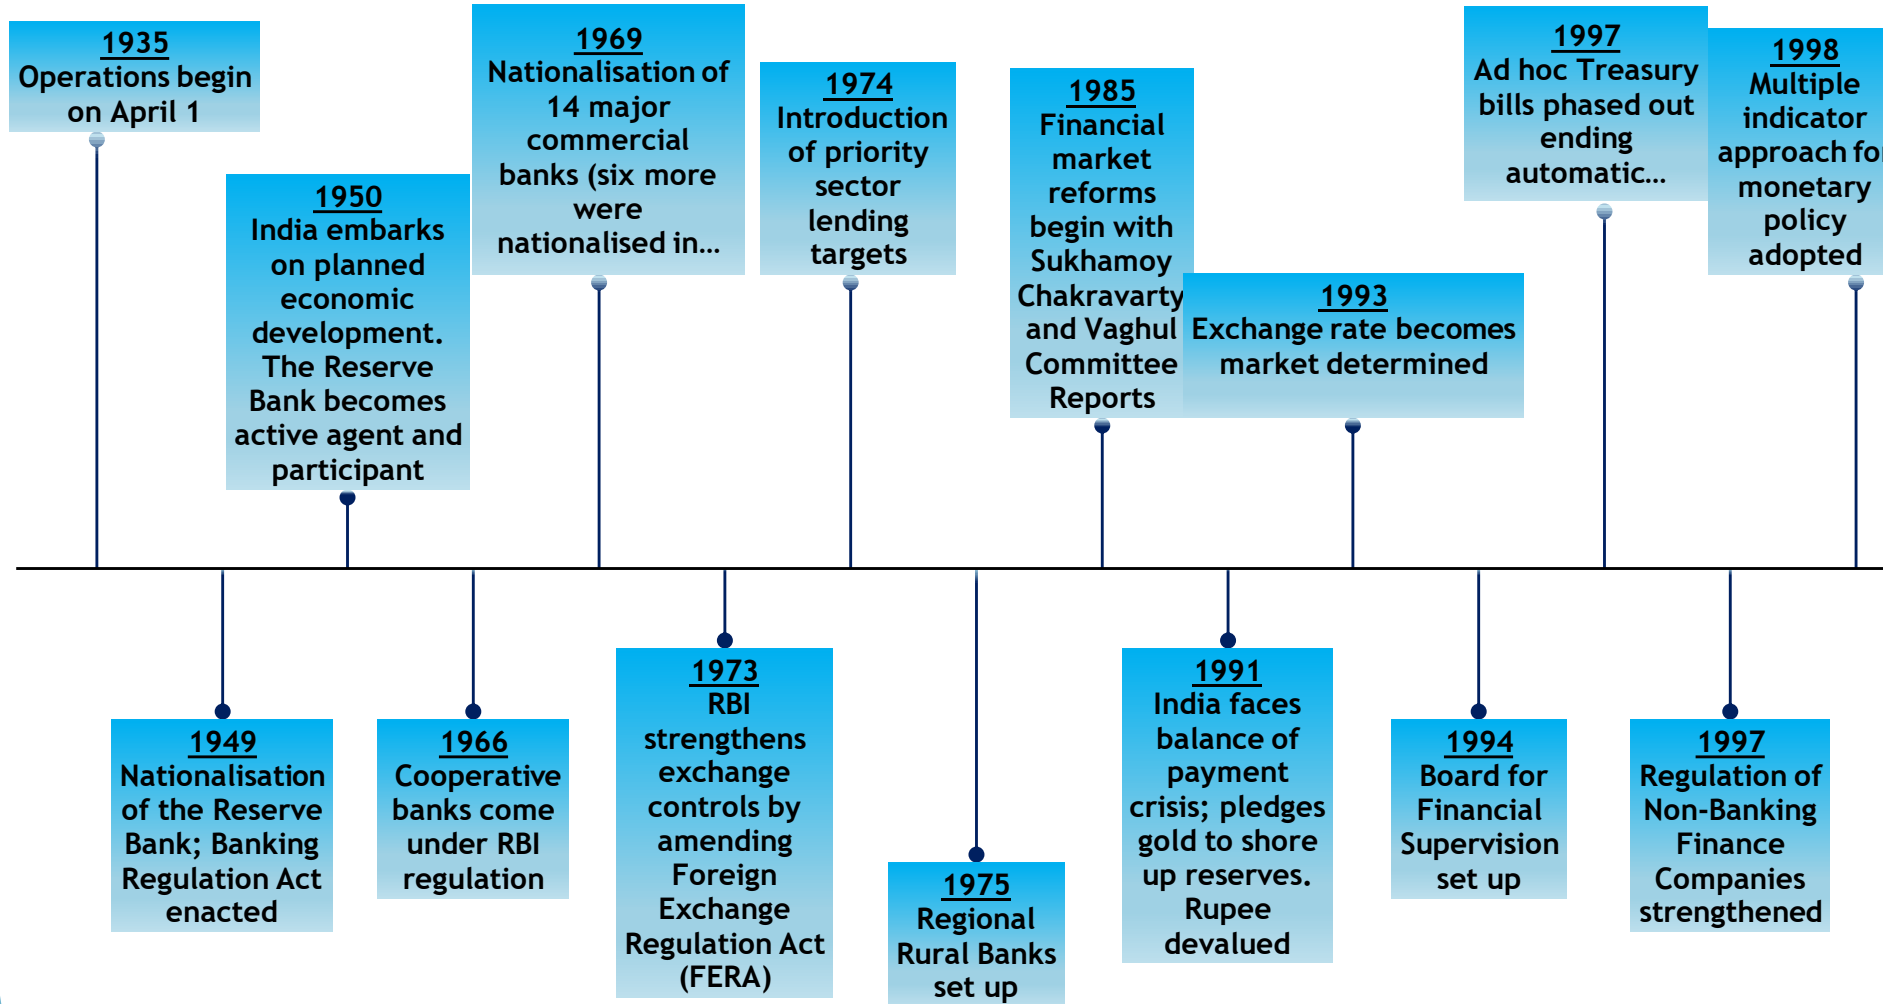 1935
Operations begin
on April 1
1949
Nationalisation
of the Reserve
Bank; Banking
Regulation Act
enacted
1950
India embarks
on planned
economic
development.
The Reserve
Bank becomes
active agent and
participant
1966
Cooperative
banks come
under RBI
regulation
1969
Nationalisation of
14 major
commercial
banks (six more
were
nationalised in…
1973
RBI
strengthens
exchange
controls by
amending
Foreign
Exchange
Regulation Act
(FERA)
1974
Introduction
of priority
sector
lending
targets
1975
Regional
Rural Banks
set up
1985
Financial
market
reforms
begin with
Sukhamoy
Chakravarty
and Vaghul
Committee
Reports
1991
India faces
balance of
payment
crisis; pledges
gold to shore
up reserves.
Rupee
devalued
1993
Exchange rate becomes
market determined
1994
Board for
Financial
Supervision
set up
1997
Ad hoc Treasury
bills phased out
ending
automatic…
1997
Regulation of
Non-Banking
Finance
Companies
strengthened
1998
Multiple
indicator
approach for
monetary
policy
adopted